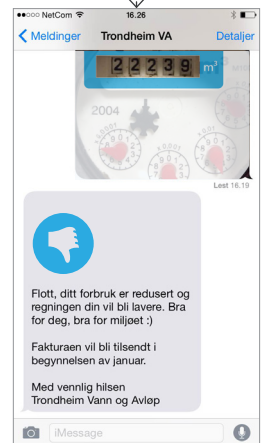 NetCom 16.26
Meldinger Trondheim VA Detaljer
22239 m³
2004
Lest 16.19
Flott, ditt forbruk er redusert og
regningen din vil bli lavere. Bra
for deg, bra for miljøet :)
Fakturaen vil bli tilsendt i
begynnelsen av januar.
Med vennlig hilsen
Trondheim Vann og Avløp
iMessage